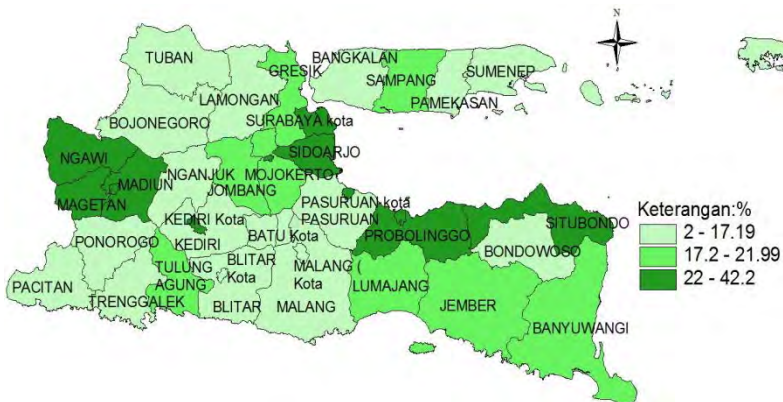 TUBAN
BANGKALAN
GRESIK
SAMPANG
SUMENEP
PAMEKASAN
LAMONGAN
BOJONEGORO
SURABAYA kota
NGAWI
SIDOARJO
MADIUN
NGANJUK
MOJOKERTO
JOMBANG
MAGETAN
PASURUAN kota
PASURUAN
KEDIRI Kota
PROBOLINGGO
SITUBONDO
Keterangan:%
2 - 17.19
17.2 - 21.99
22 - 42.2
PONOROGO
KEDIRI
BATU Kota
BONDOWOSO
TULUNG
AGUNG
BLITAR
Kota
MALANG (
Kota
PACITAN
TRENGGALEK
BLITAR
MALANG
LUMAJANG
JEMBER
BANYUWANGI